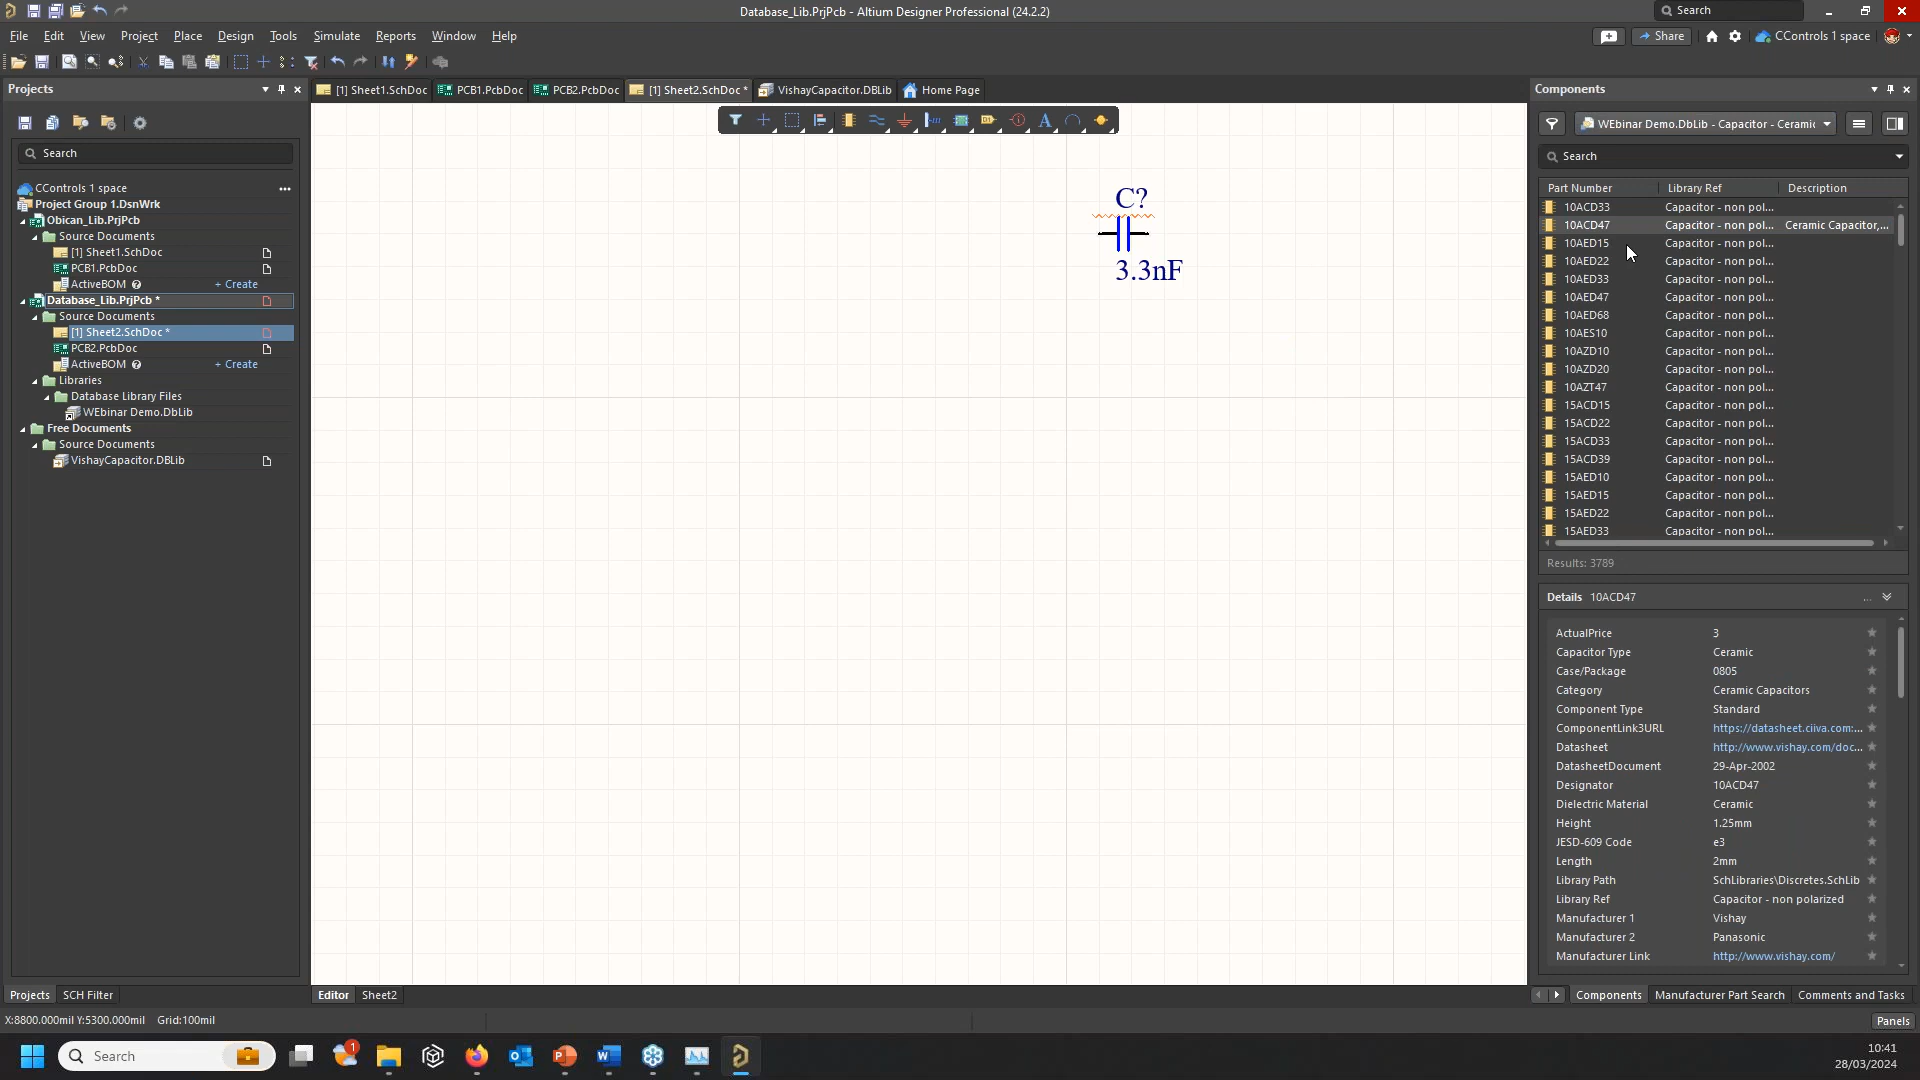 Database_Lib.PrjPcb - Altium Designer Professional (24.2.2)
Search
File Edit View Project Place Design Tools Simulate Reports Window Help
Share
CControls 1 space
Projects
[1] Sheet1.SchDoc
PCB1.PcbDoc
PCB2.PcbDoc
[1] Sheet2.SchDoc *
VishayCapacitor.DBLib
Home Page
Components
WEbinar Demo.DbLib - Capacitor - Ceramic
Search
Search
CControls 1 space
Project Group 1.DsnWrk
Obican_Lib.PrjPcb
Source Documents
[1] Sheet1.SchDoc
PCB1.PcbDoc
ActiveBOM + Create
Database_Lib.PrjPcb *
Source Documents
[1] Sheet2.SchDoc *
PCB2.PcbDoc
ActiveBOM + Create
Libraries
Database Library Files
WEbinar Demo.DbLib
Free Documents
Source Documents
VishayCapacitor.DBLib
C?
3.3nF
Part Number Library Ref Description
10ACD33 Capacitor - non pol...
10ACD47 Capacitor - non pol... Ceramic Capacitor,...
10AED15 Capacitor - non pol...
10AED22 Capacitor - non pol...
10AED33 Capacitor - non pol...
10AED47 Capacitor - non pol...
10AED68 Capacitor - non pol...
10AES10 Capacitor - non pol...
10AZD10 Capacitor - non pol...
10AZD20 Capacitor - non pol...
10AZT47 Capacitor - non pol...
15ACD15 Capacitor - non pol...
15ACD22 Capacitor - non pol...
15ACD33 Capacitor - non pol...
15ACD39 Capacitor - non pol...
15AED10 Capacitor - non pol...
15AED15 Capacitor - non pol...
15AED22 Capacitor - non pol...
15AED33 Capacitor - non pol...
Results: 3789
Details 10ACD47 ...
ActualPrice 3
Capacitor Type Ceramic
Case/Package 0805
Category Ceramic Capacitors
Component Type Standard
ComponentLink3URL https://datasheet.ciiva.com:...
Datasheet http://www.vishay.com/doc...
DatasheetDocument 29-Apr-2002
Designator 10ACD47
Dielectric Material Ceramic
Height 1.25mm
JESD-609 Code e3
Length 2mm
Library Path SchLibraries\Discretes.SchLib
Library Ref Capacitor - non polarized
Manufacturer 1 Vishay
Manufacturer 2 Panasonic
Manufacturer Link http://www.vishay.com/
Projects SCH Filter
Editor Sheet2
Components Manufacturer Part Search Comments and Tasks
X:8800.000mil Y:5300.000mil Grid:100mil
Panels
Search
1
10:41
28/03/2024